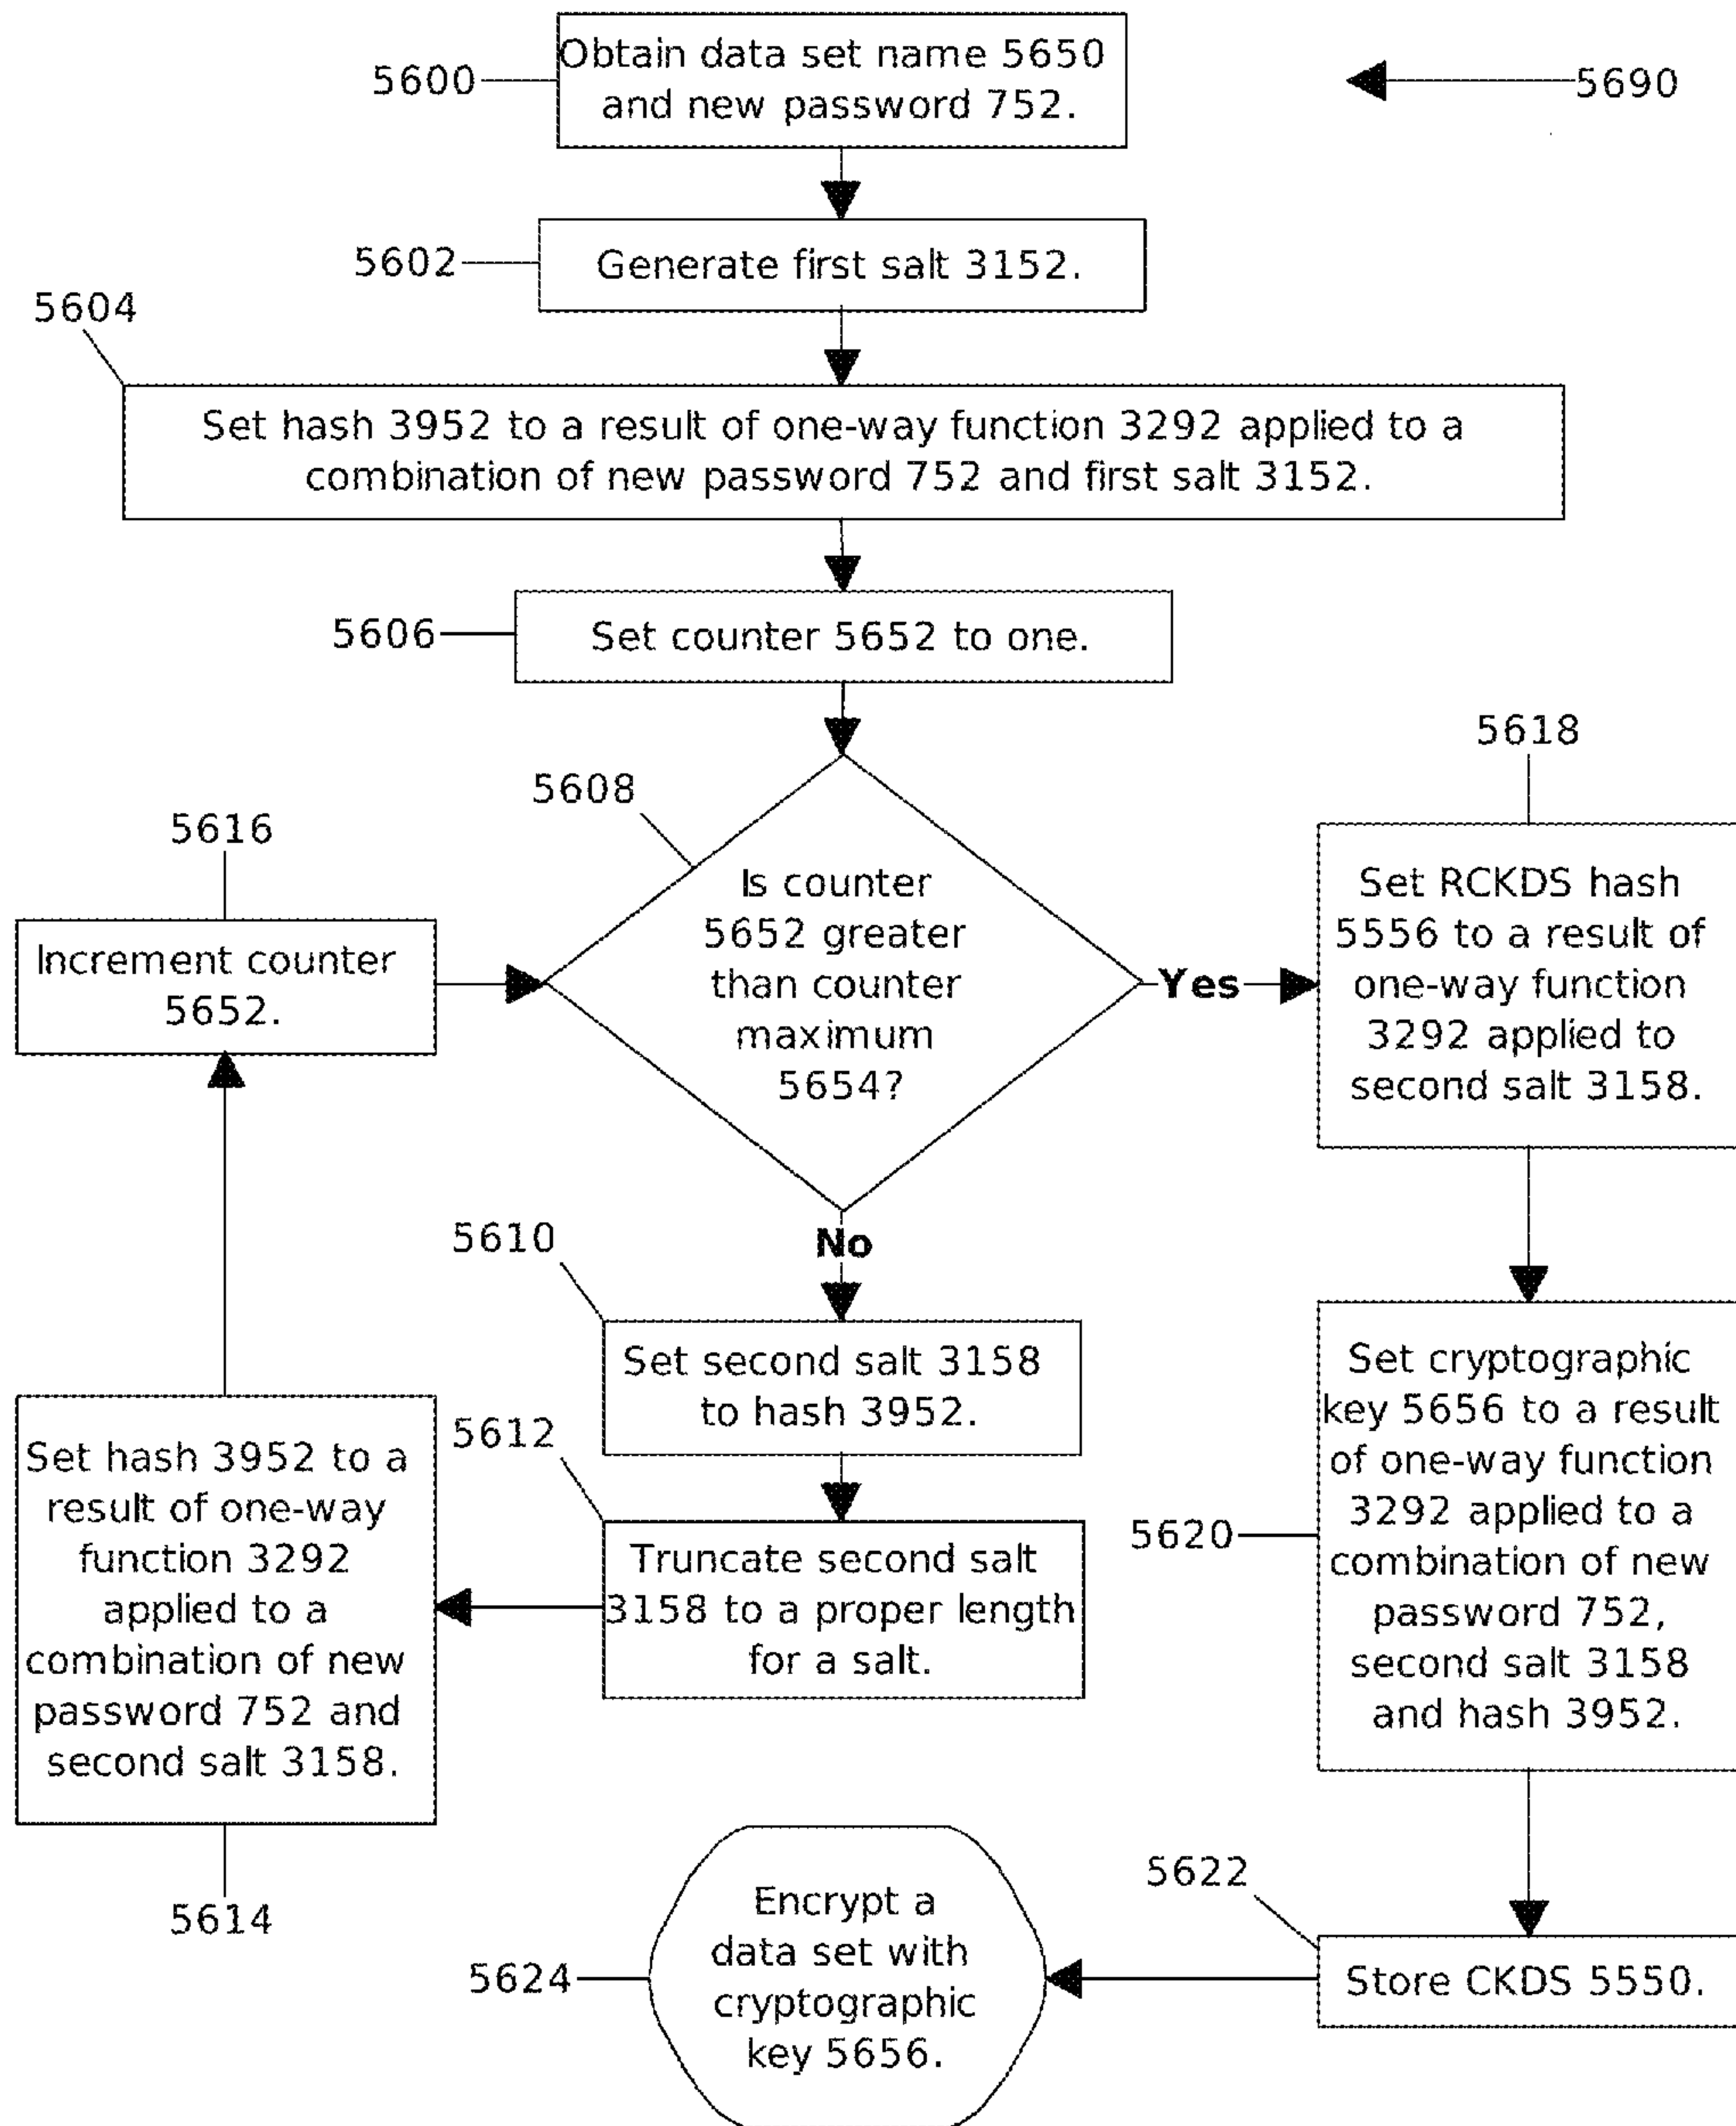 5600
Obtain data set name 5650
and new password 752.
5690
5602
Generate first salt 3152.
5604
Set hash 3952 to a result of one-way function 3292 applied to a
combination of new password 752 and first salt 3152.
5606
Set counter 5652 to one.
5608
Is counter
5652 greater
than counter
maximum
5654?
Yes
No
5610
Set second salt 3158
to hash 3952.
5612
Truncate second salt
3158 to a proper length
for a salt.
Set hash 3952 to a
result of one-way
function 3292
applied to a
combination of new
password 752 and
second salt 3158.
5614
5616
Increment counter
5652.
5618
Set RCKDS hash
5556 to a result of
one-way function
3292 applied to
second salt 3158.
5620
Set cryptographic
key 5656 to a result
of one-way function
3292 applied to a
combination of new
password 752,
second salt 3158
and hash 3952.
5622
Store CKDS 5550.
5624
Encrypt a
data set with
cryptographic
key 5656.